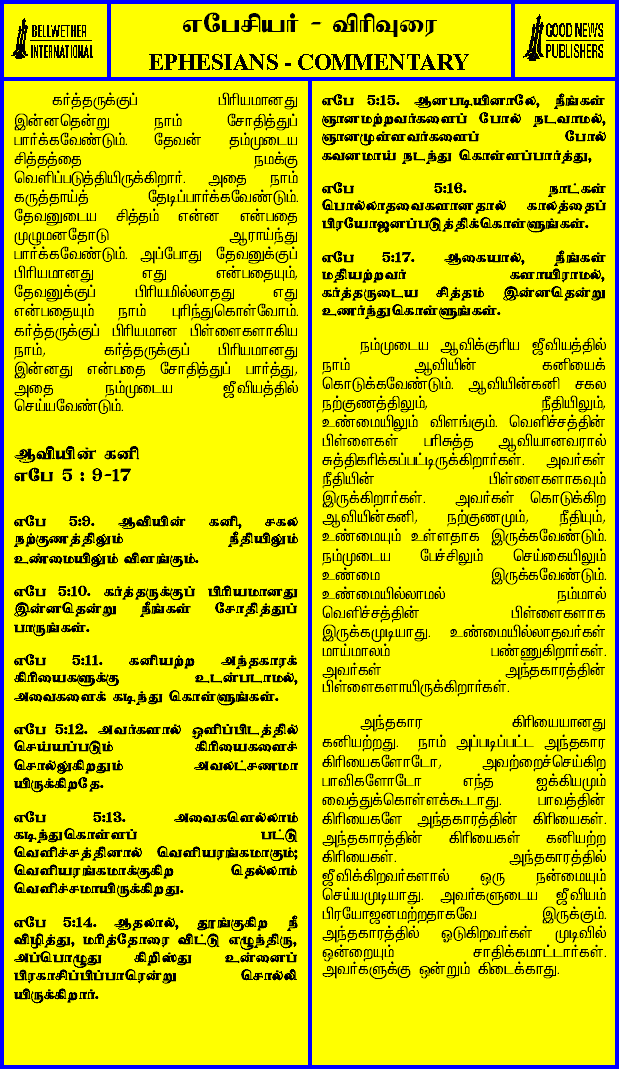 BELLWETHER
INTERNATIONAL
எபேசியர் - விரிவுரை
EPHESIANS - COMMENTARY
GOOD NEWS
PUBLISHERS
கர்த்தருக்குப் பிரியமானது
இன்னதென்று நாம் சோதித்துப்
பார்க்கவேண்டும். தேவன் தம்முடைய
சித்தத்தை நமக்கு
வெளிப்படுத்தியிருக்கிறார். அதை நாம்
கருத்தாய்த் தேடிப்பார்க்கவேண்டும்.
தேவனுடைய சித்தம் என்ன என்பதை
முழுமனதோடு ஆராய்ந்து
பார்க்கவேண்டும். அப்போது தேவனுக்குப்
பிரியமானது எது என்பதையும்,
தேவனுக்குப் பிரியமில்லாதது எது
என்பதையும் நாம் புரிந்துகொள்வோம்.
கர்த்தருக்குப் பிரியமான பிள்ளைகளாகிய
நாம், கர்த்தருக்குப் பிரியமானது
இன்னது என்பதை சோதித்துப் பார்த்து,
அதை நம்முடைய ஜீவியத்தில்
செய்யவேண்டும்.
ஆவியின் கனி
எபே 5 : 9-17
எபே 5:9. ஆவியின் கனி, சகல
நற்குணத்திலும் நீதியிலும்
உண்மையிலும் விளங்கும்.
எபே 5:10. கர்த்தருக்குப் பிரியமானது
இன்னதென்று நீங்கள் சோதித்துப்
பாருங்கள்.
எபே 5:11. கனியற்ற அந்தகாரக்
கிரியைகளுக்கு உடன்படாமல்,
அவைகளைக் கடிந்து கொள்ளுங்கள்.
எபே 5:12. அவர்களால் ஒளிப்பிடத்தில்
செய்யப்படும் கிரியைகளைச்
சொல்லுகிறதும் அவலட்சணமா
யிருக்கிறதே.
எபே 5:13. அவைகளெல்லாம்
கடிந்துகொள்ளப் பட்டு
வெளிச்சத்தினால் வெளியரங்கமாகும்;
வெளியரங்கமாக்குகிற தெல்லாம்
வெளிச்சமாயிருக்கிறது.
எபே 5:14. ஆதலால், தூங்குகிற நீ
விழித்து, மரித்தோரை விட்டு எழுந்திரு,
அப்பொழுது கிறிஸ்து உன்னைப்
பிரகாசிப்பிப்பாரென்று சொல்லி
யிருக்கிறார்.
எபே 5:15. ஆனபடியினாலே, நீங்கள்
ஞானமற்றவர்களைப் போல் நடவாமல்,
ஞானமுள்ளவர்களைப் போல்
கவனமாய் நடந்து கொள்ளப்பார்த்து,
எபே 5:16. நாட்கள்
பொல்லாதவைகளானதால் காலத்தைப்
பிரயோஜனப்படுத்திக்கொள்ளுங்கள்.
எபே 5:17. ஆகையால், நீங்கள்
மதியற்றவர் களாயிராமல்,
கர்த்தருடைய சித்தம் இன்னதென்று
உணர்ந்துகொள்ளுங்கள்.
நம்முடைய ஆவிக்குரிய ஜீவியத்தில்
நாம் ஆவியின் கனியைக்
கொடுக்கவேண்டும். ஆவியின்கனி சகல
நற்குணத்திலும், நீதியிலும்,
உண்மையிலும் விளங்கும். வெளிச்சத்தின்
பிள்ளைகள் பரிசுத்த ஆவியானவரால்
சுத்திகரிக்கப்பட்டிருக்கிறார்கள். அவர்கள்
நீதியின் பிள்ளைகளாகவும்
இருக்கிறார்கள். அவர்கள் கொடுக்கிற
ஆவியின்கனி, நற்குணமும், நீதியும்,
உண்மையும் உள்ளதாக இருக்கவேண்டும்.
நம்முடைய பேச்சிலும் செய்கையிலும்
உண்மை இருக்கவேண்டும்.
உண்மையில்லாமல் நம்மால்
வெளிச்சத்தின் பிள்ளைகளாக
இருக்கமுடியாது. உண்மையில்லாதவர்கள்
மாய்மாலம் பண்ணுகிறார்கள்.
அவர்கள் அந்தகாரத்தின்
பிள்ளைகளாயிருக்கிறார்கள்.
அந்தகார கிரியையானது
கனியற்றது. நாம் அப்படிப்பட்ட அந்தகார
கிரியைகளோடோ, அவற்றைச்செய்கிற
பாவிகளோடோ எந்த ஐக்கியமும்
வைத்துக்கொள்ளக்கூடாது. பாவத்தின்
கிரியைகளே அந்தகாரத்தின் கிரியைகள்.
அந்தகாரத்தின் கிரியைகள் கனியற்ற
கிரியைகள். அந்தகாரத்தில்
ஜீவிக்கிறவர்களால் ஒரு நன்மையும்
செய்யமுடியாது. அவர்களுடைய ஜீவியம்
பிரயோஜனமற்றதாகவே இருக்கும்.
அந்தகாரத்தில் ஓடுகிறவர்கள் முடிவில்
ஒன்றையும் சாதிக்கமாட்டார்கள்.
அவர்களுக்கு ஒன்றும் கிடைக்காது.